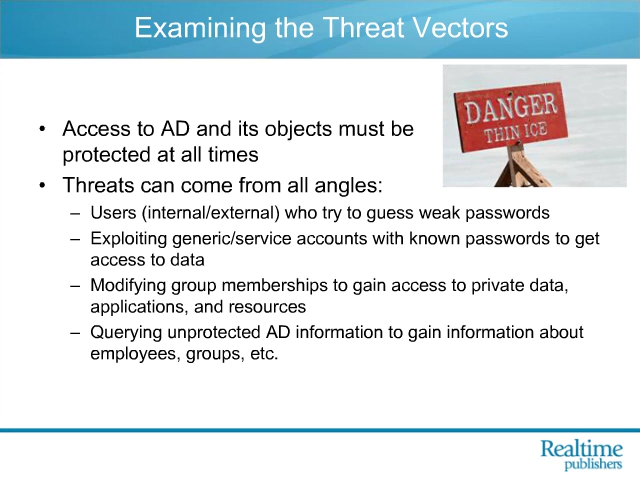 Examining the Threat Vectors
DANGER
THIN ICE
• Access to AD and its objects must be
protected at all times
• Threats can come from all angles:
– Users (internal/external) who try to guess weak passwords
– Exploiting generic/service accounts with known passwords to get
access to data
– Modifying group memberships to gain access to private data,
applications, and resources
– Querying unprotected AD information to gain information about
employees, groups, etc.
Realtime
publishers